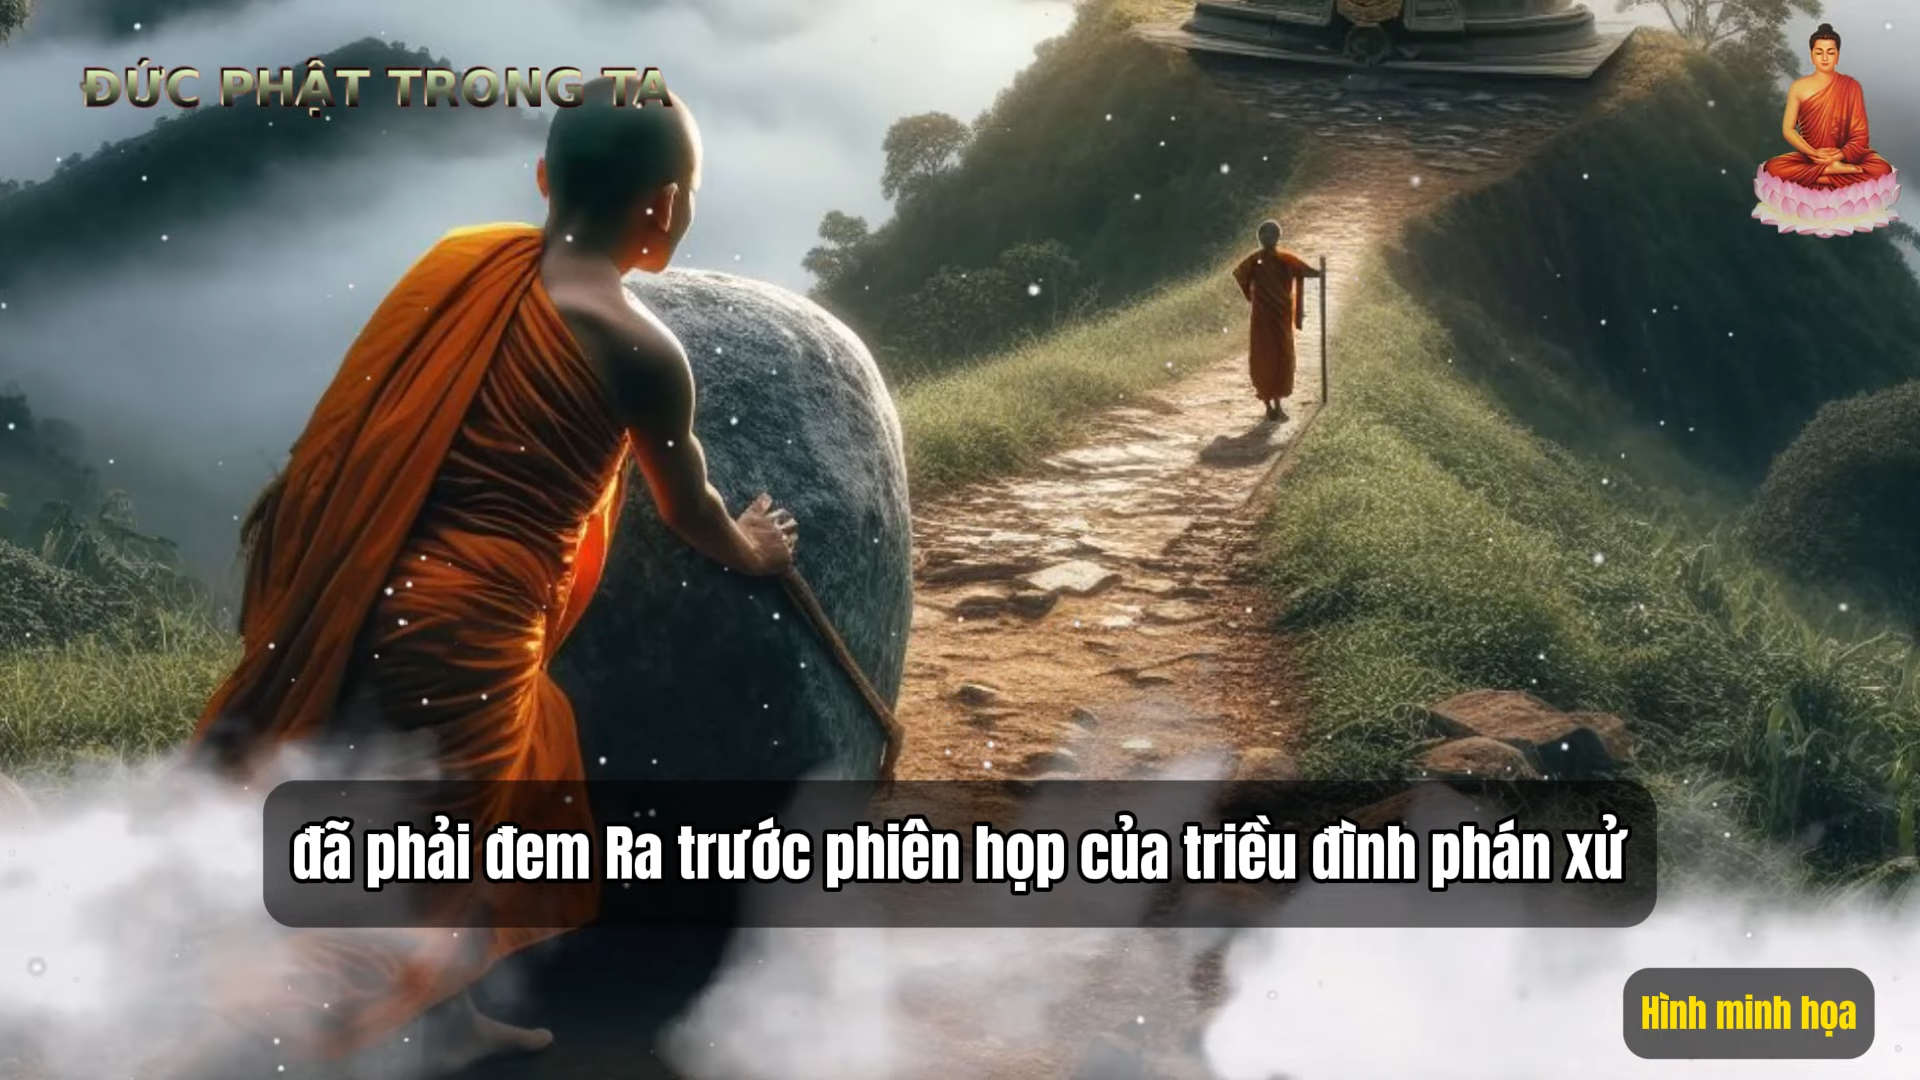 ĐỨC PHẬT TRONG TA
đã phải đem Ra trước phiên họp của triều đình phán xử
Hình minh họa